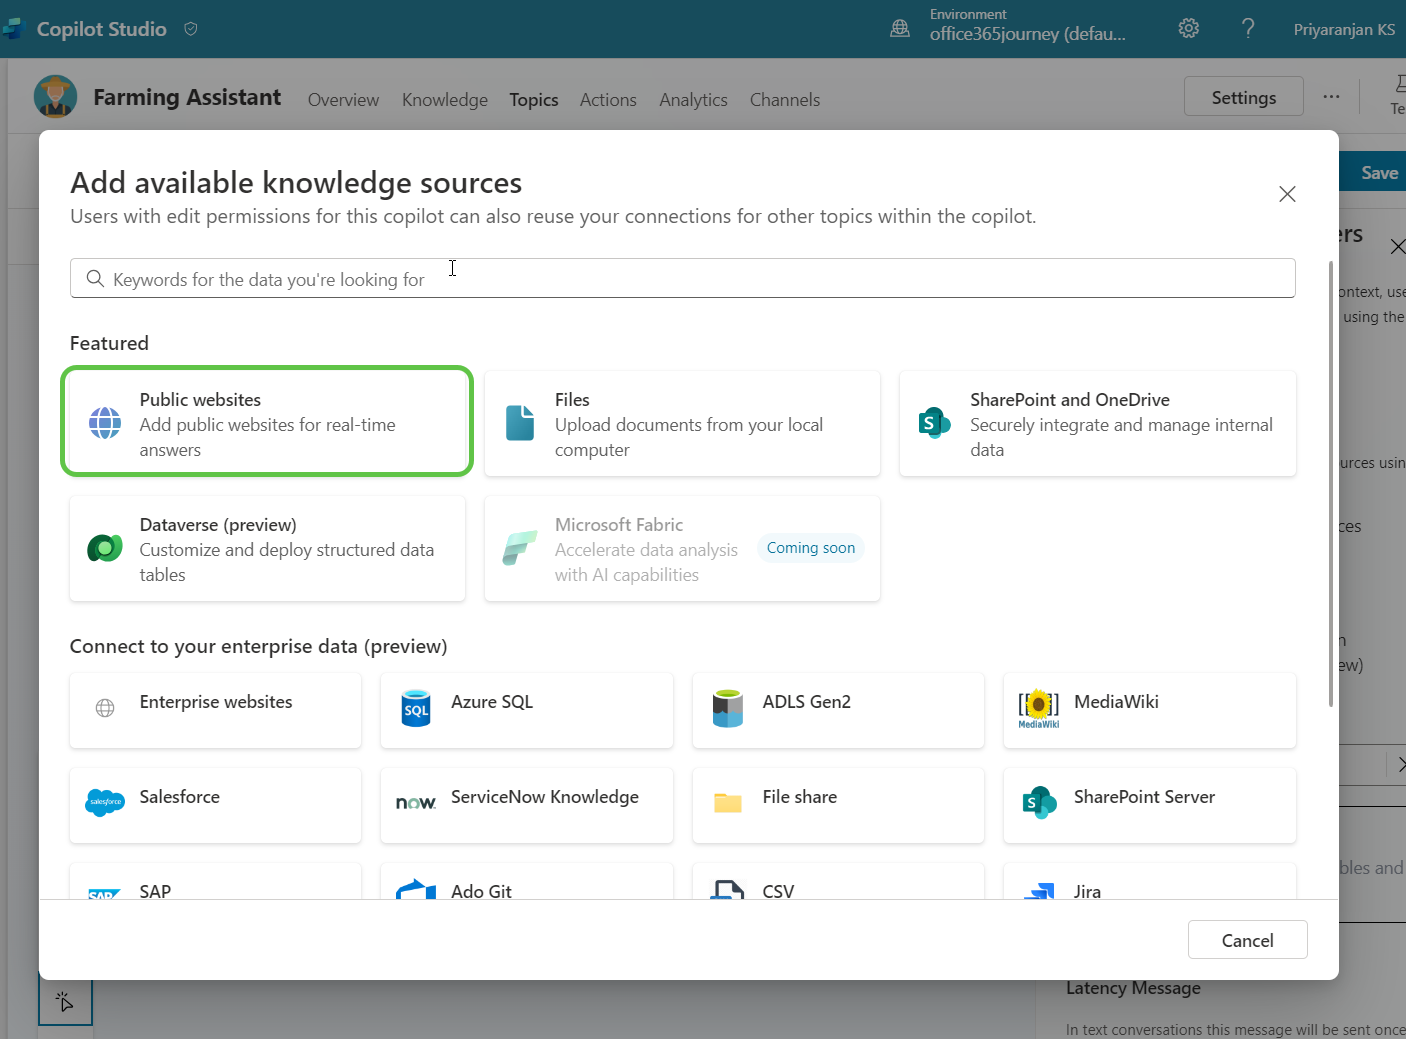 Copilot Studio
Environment
office365journey (defau...
Priyaranjan KS
Farming Assistant
Overview
Knowledge
Topics
Actions
Analytics
Channels
Settings
Te
Save
Add available knowledge sources
Users with edit permissions for this copilot can also reuse your connections for other topics within the copilot.
Keywords for the data you're looking for
Featured
Public websites
Add public websites for real-time
answers
Files
Upload documents from your local
computer
SharePoint and OneDrive
Securely integrate and manage internal
data
Dataverse (preview)
Customize and deploy structured data
tables
Microsoft Fabric
Accelerate data analysis
with AI capabilities
Coming soon
Connect to your enterprise data (preview)
Enterprise websites
SQL
Azure SQL
ADLS Gen2
MediaWiki
MediaWiki
salesforce
Salesforce
now.
ServiceNow Knowledge
File share
S
SharePoint Server
SAP
SAP
Ado Git
CSV
Jira
Cancel
ers
ontext, use
using the
urces usin
ces
n
ew)
bles and
Latency Message
In text conversations this message will be sent once